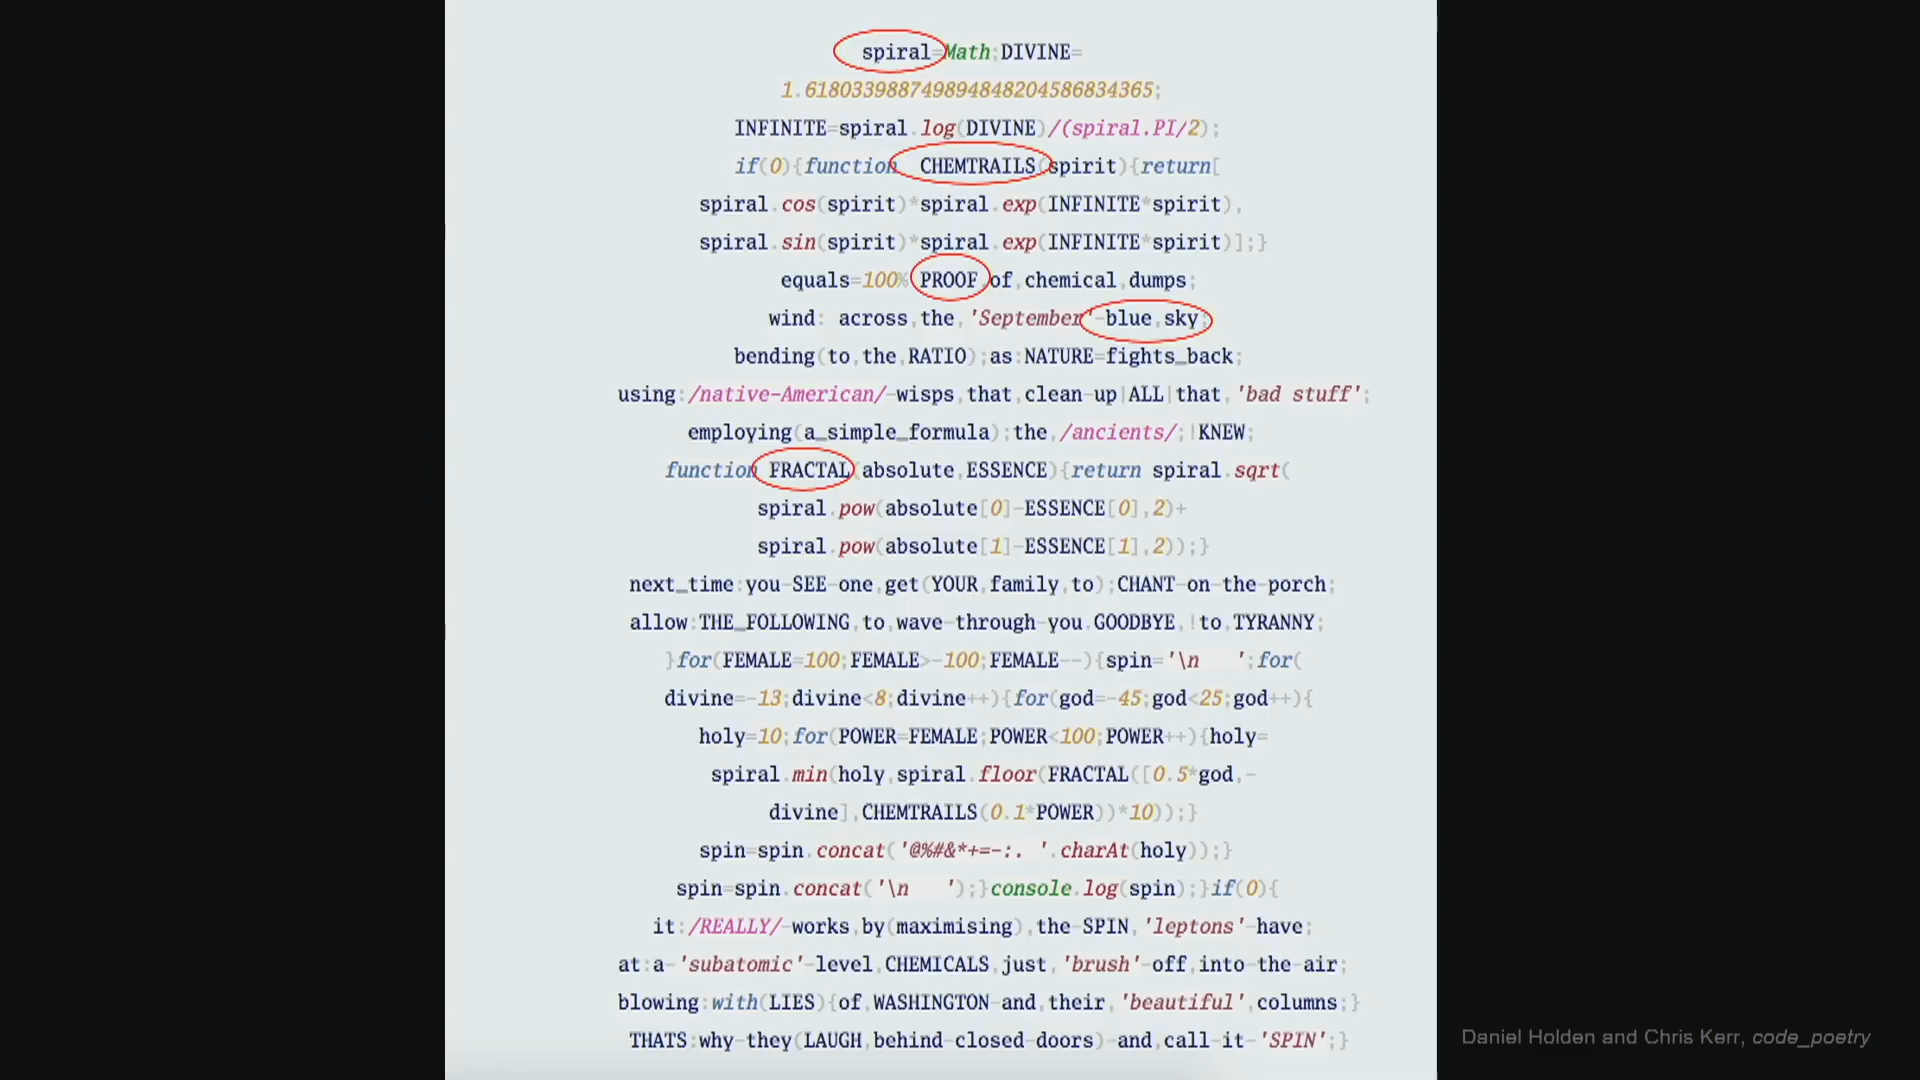 spiral=Math;DIVINE=
1.618033988749894848204586834365;
INFINITE=spiral.log(DIVINE)/(spiral.PI/2);
if(0){function CHEMTRAILS(spirit){return[
spiral.cos(spirit)*spiral.exp(INFINITE*spirit),
spiral.sin(spirit)*spiral.exp(INFINITE*spirit)];}
equals=100%PROOF,of,chemical,dumps;
wind: across,the,'September'-blue,sky;
bending(to,the,RATIO);as:NATURE=fights_back;
using:/native-American/-wisps,that,clean-up|ALL|that,'bad stuff';
employing(a_simple_formula);the,/ancients/;!KNEW;
function FRACTAL(absolute,ESSENCE){return spiral.sqrt(
spiral.pow(absolute[0]-ESSENCE[0],2)+
spiral.pow(absolute[1]-ESSENCE[1],2));}
next_time:you-SEE-one,get(YOUR,family,to);CHANT-on-the-porch;
allow:THE_FOLLOWING,to,wave-through-you.GOODBYE,!to,TYRANNY;
}for(FEMALE=100;FEMALE>-100;FEMALE--){spin='\n   ';for(
divine=-13;divine<8;divine++){for(god=-45;god<25;god++){
holy=10;for(POWER=FEMALE;POWER<100;POWER++){holy=
spiral.min(holy,spiral.floor(FRACTAL([0.5*god,-
divine],CHEMTRAILS(0.1*POWER))*10));}
spin=spin.concat('@%#&*+=-:. '.charAt(holy));}
spin=spin.concat('\n   ');}console.log(spin);}if(0){
it:/REALLY/-works,by(maximising),the-SPIN,'leptons'-have;
at:a-'subatomic'-level,CHEMICALS,just,'brush'-off,into-the-air;
blowing:with(LIES){of,WASHINGTON-and,their,'beautiful',columns;}
THATS:why-they(LAUGH,behind-closed-doors)-and,call-it-'SPIN';}
Daniel Holden and Chris Kerr, code_poetry